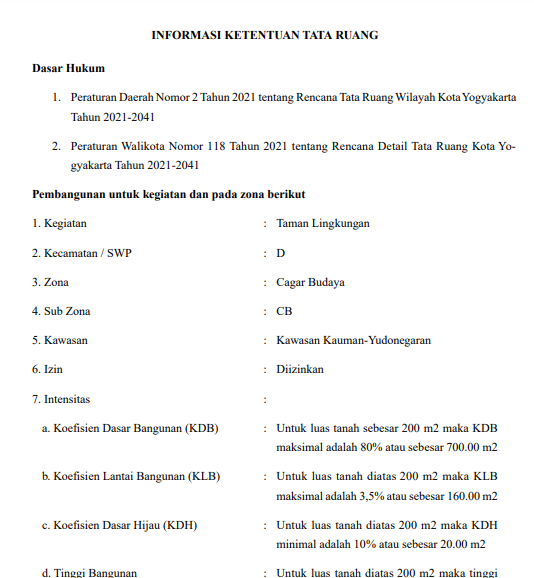 INFORMASI KETENTUAN TATA RUANG
Dasar Hukum
1. Peraturan Daerah Nomor 2 Tahun 2021 tentang Rencana Tata Ruang Wilayah Kota Yogyakarta
Tahun 2021-2041
2. Peraturan Walikota Nomor 118 Tahun 2021 tentang Rencana Detail Tata Ruang Kota Yo-
gyakarta Tahun 2021-2041
Pembangunan untuk kegiatan dan pada zona berikut
1. Kegiatan : Taman Lingkungan
2. Kecamatan / SWP : D
3. Zona : Cagar Budaya
4. Sub Zona : CB
5. Kawasan : Kawasan Kauman-Yudonegaran
6. Izin : Diizinkan
7. Intensitas :
a. Koefisien Dasar Bangunan (KDB) : Untuk luas tanah sebesar 200 m2 maka KDB
maksimal adalah 80% atau sebesar 700.00 m2
b. Koefisien Lantai Bangunan (KLB) : Untuk luas tanah diatas 200 m2 maka KLB
maksimal adalah 3,5% atau sebesar 160.00 m2
c. Koefisien Dasar Hijau (KDH) : Untuk luas tanah diatas 200 m2 maka KDH
minimal adalah 10% atau sebesar 20.00 m2
d. Tinggi Bangunan : Untuk luas tanah diatas 200 m2 maka tinggi